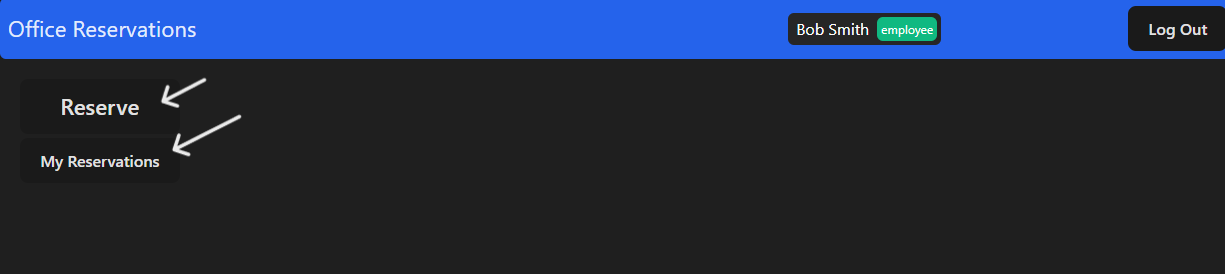 Office Reservations
Bob Smith employee
Log Out
Reserve
My Reservations